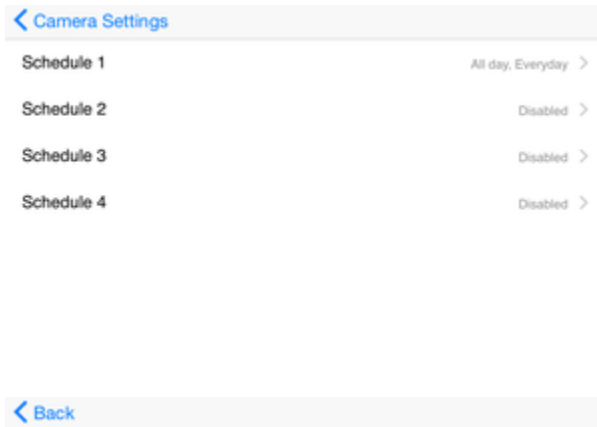 Camera Settings
Schedule 1 All day, Everyday
Schedule 2 Disabled
Schedule 3 Disabled
Schedule 4 Disabled
Back